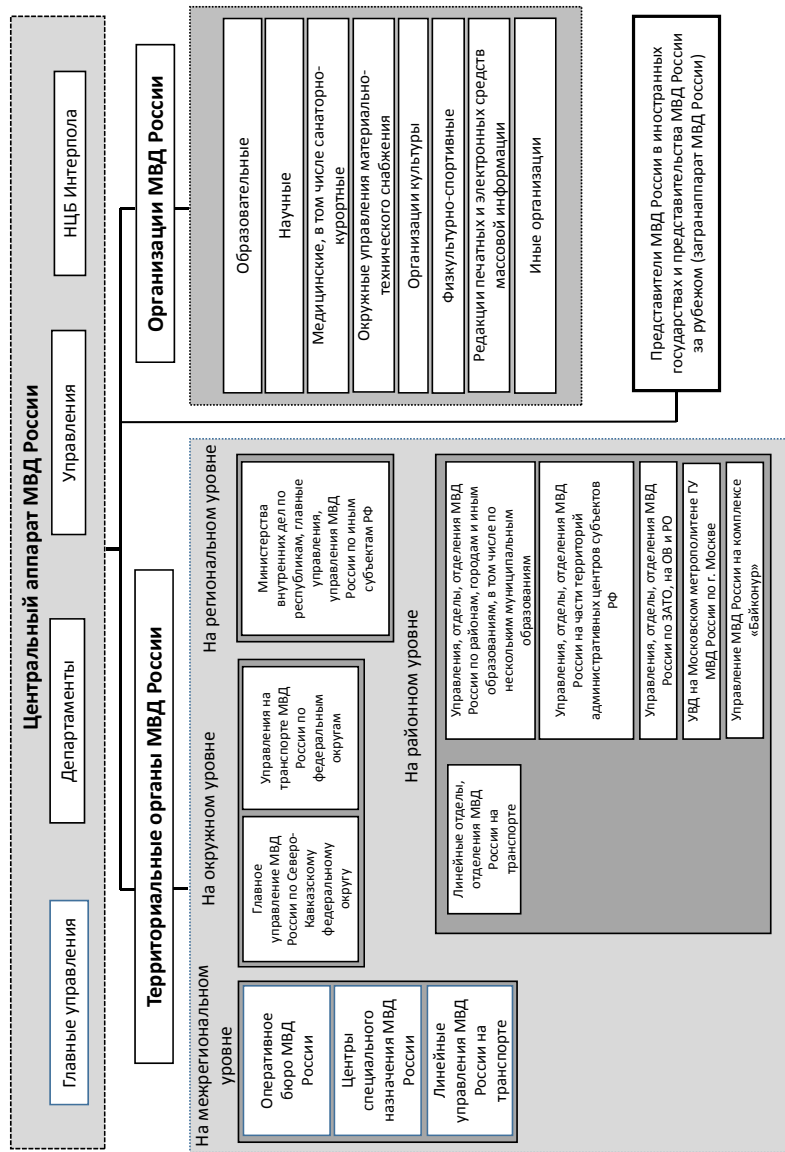 Центральный аппарат МВД России
Главные управления
Департаменты
Управления
НЦБ Интерпола
Территориальные органы МВД России
Организации МВД России
На межрегиональном
уровне
Оперативное
бюро МВД
России
Центры
специального
назначения МВД
России
Линейные
управления МВД
России на
транспорте
На окружном уровне
Главное
управление МВД
России по Северо-
Кавказскому
федеральному
округу
Управления на
транспорте МВД
России по
федеральным
округам
На региональном уровне
Министерства
внутренних дел по
республикам, главные
управления,
управления МВД
России по иным
субъектам РФ
На районном уровне
Линейные отделы,
отделения МВД
России на
транспорте
Управления, отделы, отделения МВД
России по районам, городам и иным
образованиям, в том числе по
нескольким муниципальным
образованиям
Управления, отделы, отделения МВД
России на части территорий
административных центров субъектов
РФ
Управления, отделы, отделения МВД
России по ЗАТО, на ОВ и РО
УВД на Московском метрополитене ГУ
МВД России по г. Москве
Управление МВД России на комплексе
«Байконур»
Образовательные
Научные
Медицинские, в том числе санаторно-
курортные
Окружные управления материально-
технического снабжения
Организации культуры
Физкультурно-спортивные
Редакции печатных и электронных средств
массовой информации
Иные организации
Представители МВД России в иностранных
государствах и представительства МВД России
за рубежом (загранаппарат МВД России)